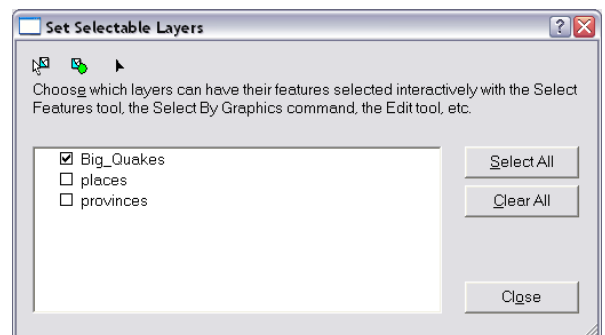 Set Selectable Layers
Choose which layers can have their features selected interactively with the Select
Features tool, the Select By Graphics command, the Edit tool, etc.
Big_Quakes
places
provinces
Select All
Clear All
Close